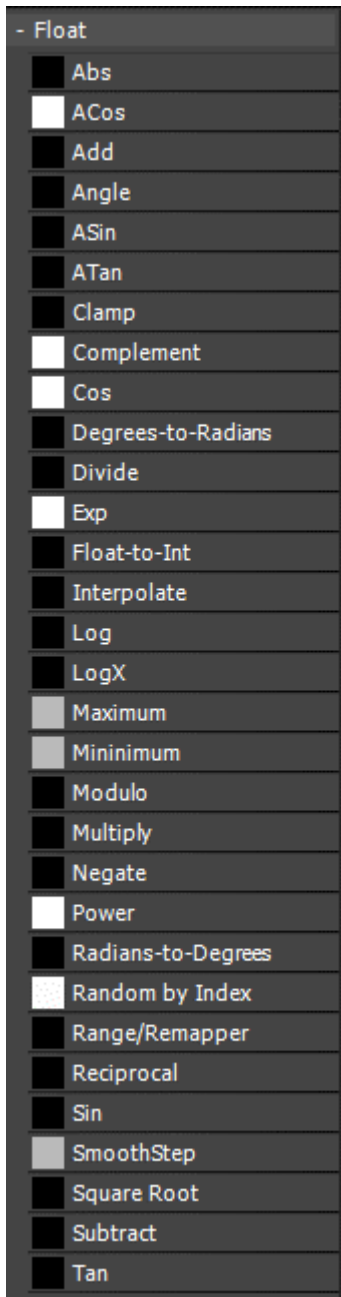 - Float
Abs
ACos
Add
Angle
ASin
ATan
Clamp
Complement
Cos
Degrees-to-Radians
Divide
Exp
Float-to-Int
Interpolate
Log
LogX
Maximum
Mininimum
Modulo
Multiply
Negate
Power
Radians-to-Degrees
Random by Index
Range/Remapper
Reciprocal
Sin
SmoothStep
Square Root
Subtract
Tan